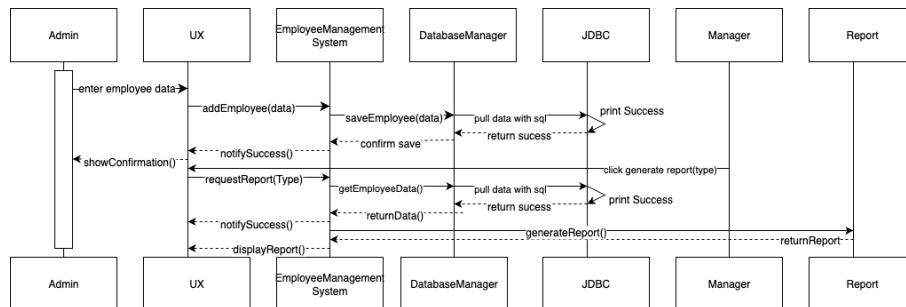 Admin
UX
EmployeeManagement
System
DatabaseManager
JDBC
Manager
Report
enter employee data
addEmployee(data)
saveEmployee(data)
pull data with sql
print Success
return sucess
confirm save
notifySuccess()
showConfirmation()
click generate report(type)
requestReport(Type)
getEmployeeData()
pull data with sql
print Success
return sucess
returnData()
notifySuccess()
generateReport()
returnReport
displayReport()
Admin
UX
EmployeeManagement
System
DatabaseManager
JDBC
Manager
Report